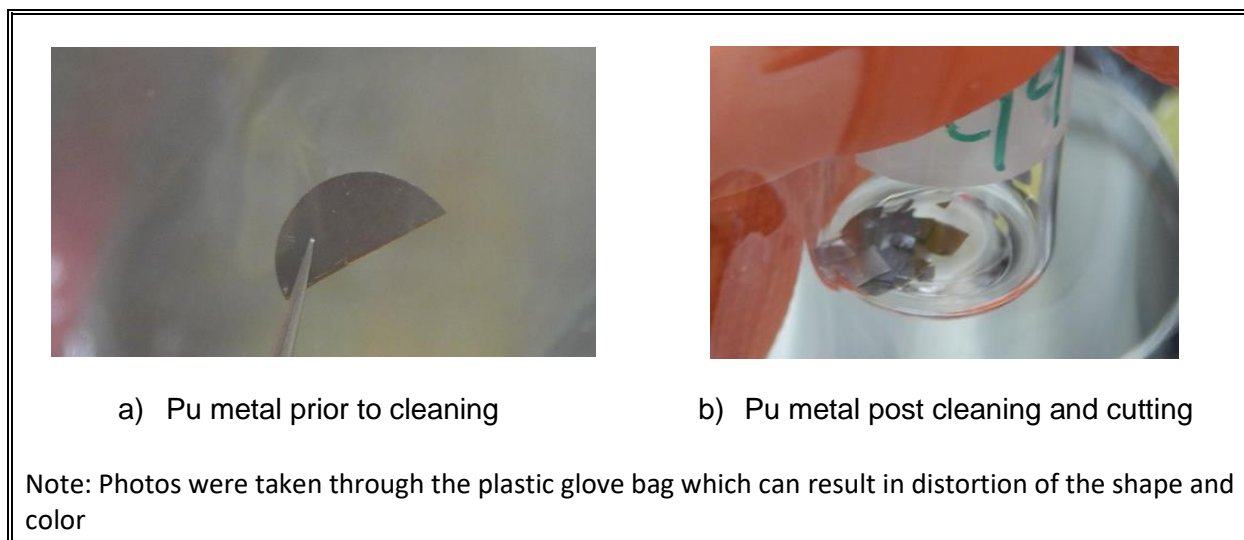 a) Pu metal prior to cleaning
b) Pu metal post cleaning and cutting
Note: Photos were taken through the plastic glove bag which can result in distortion of the shape and
color